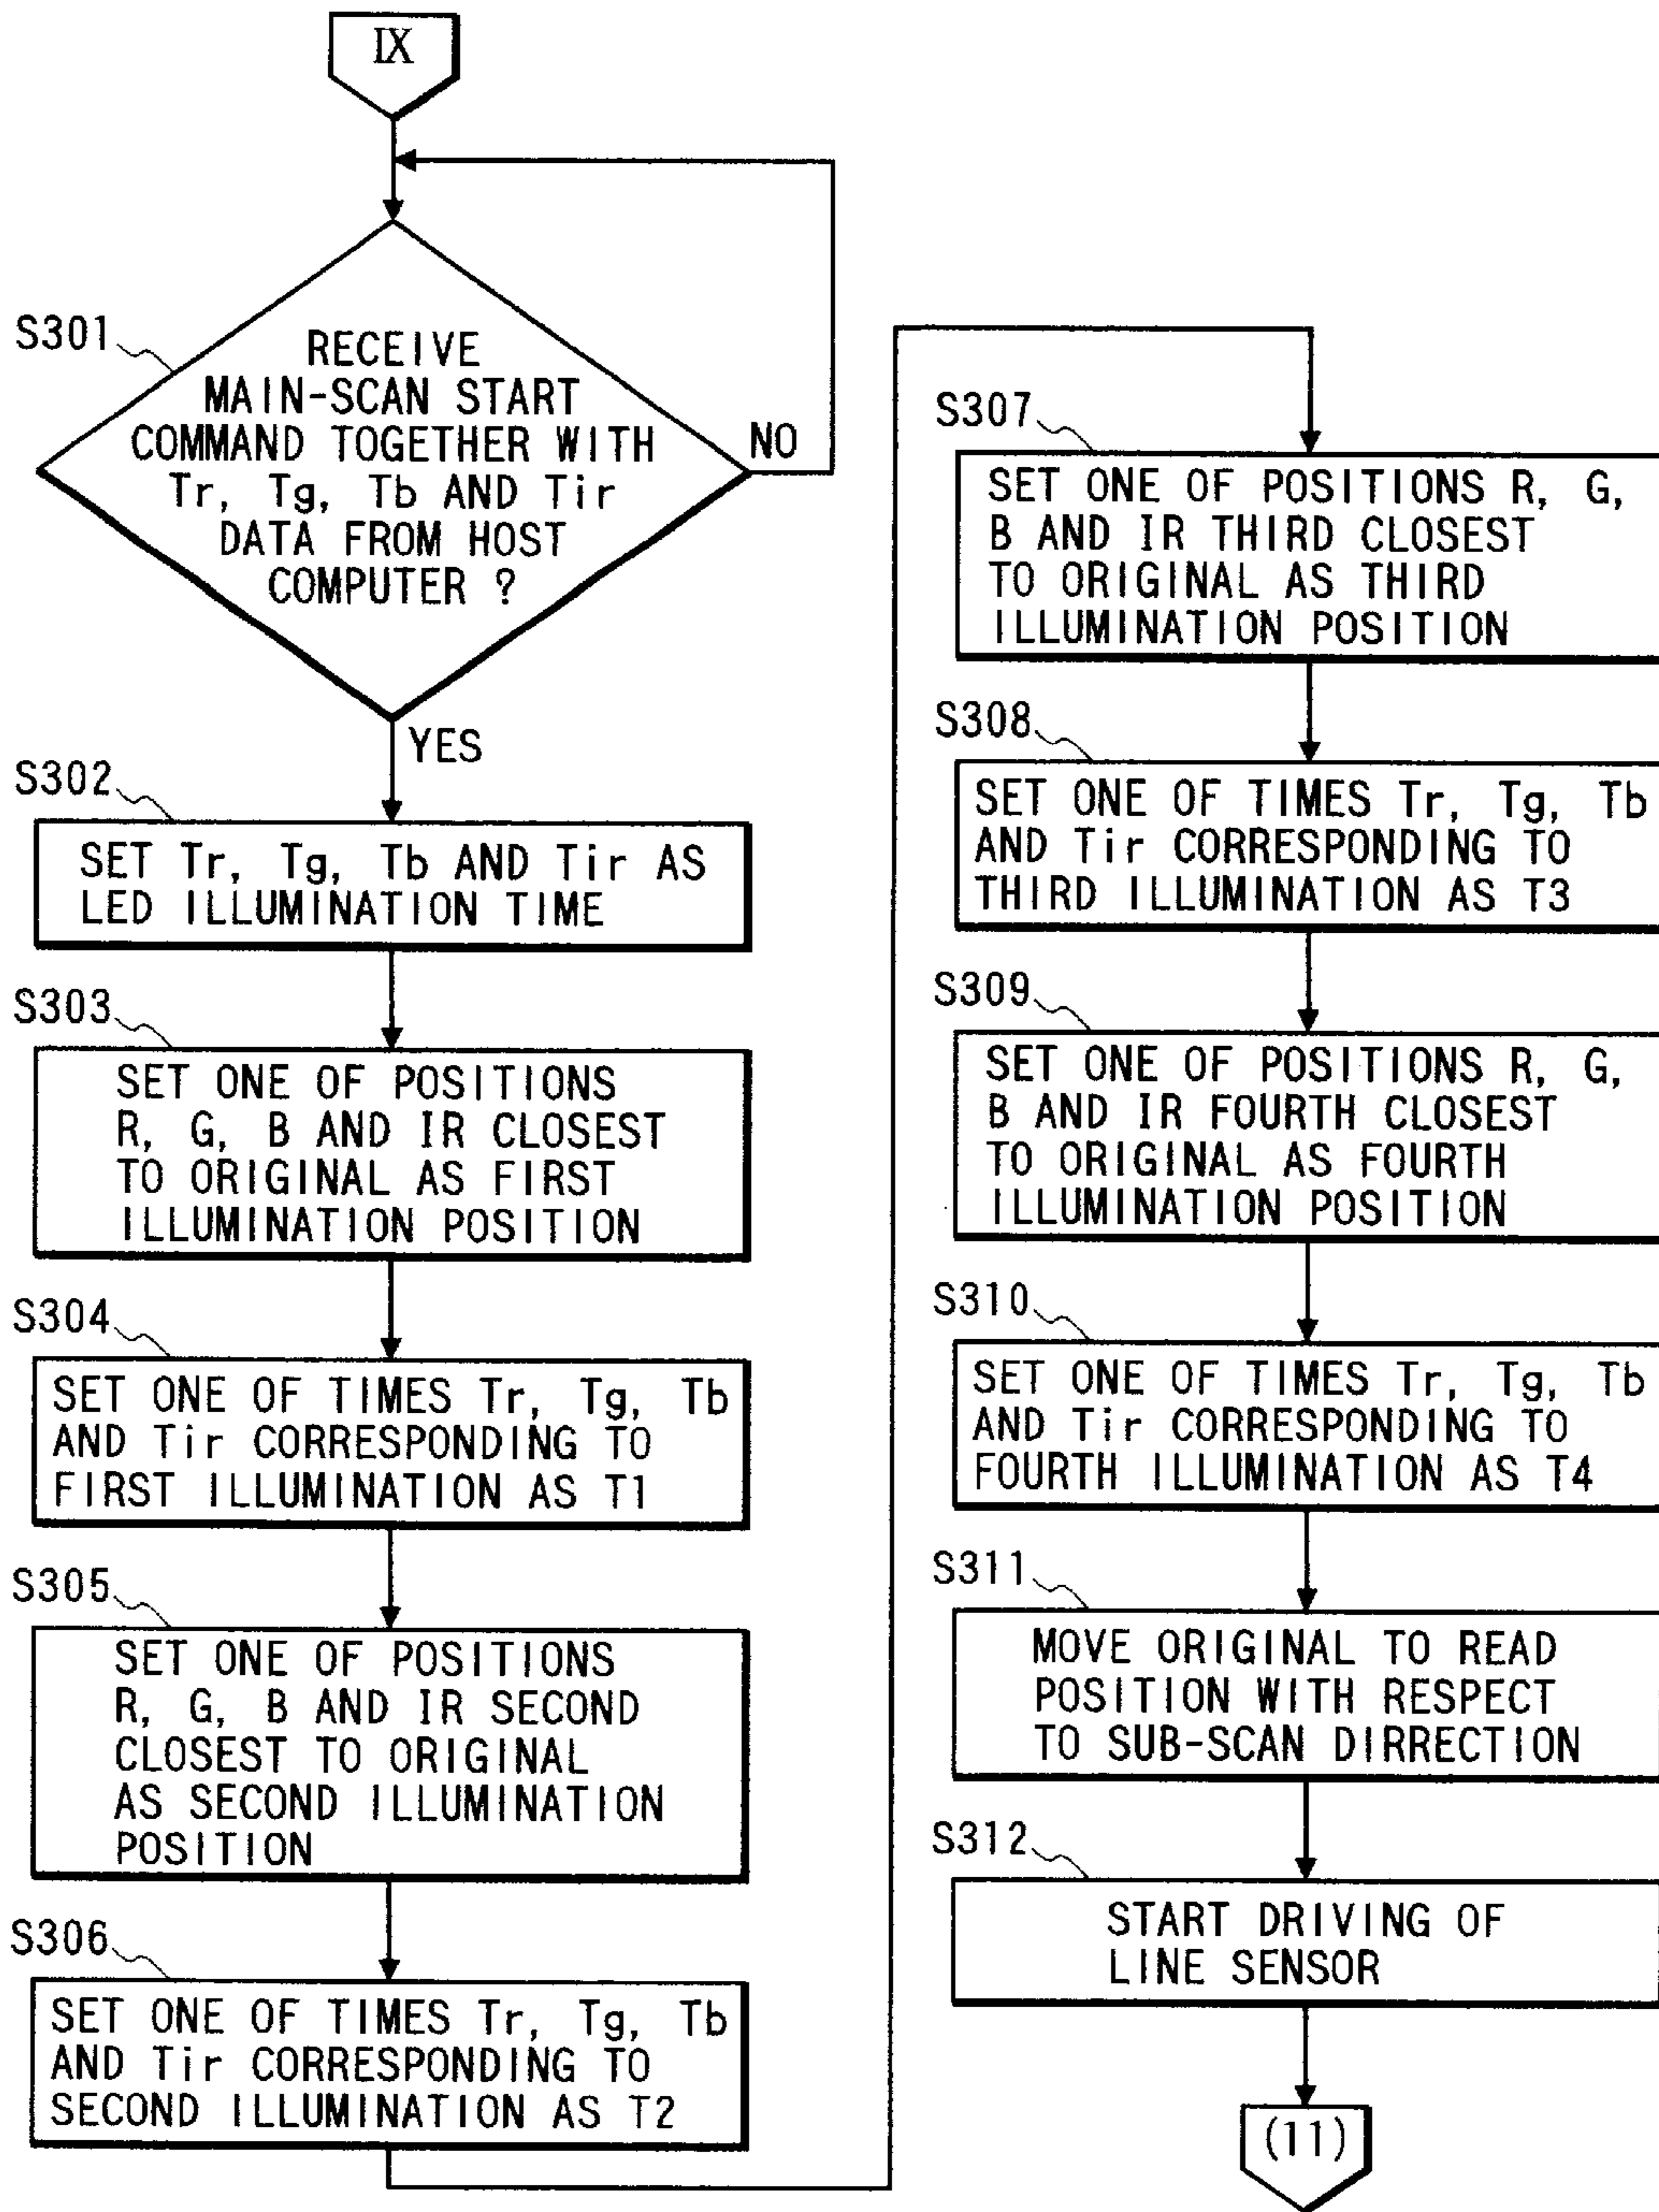 IX
S301
RECEIVE
MAIN-SCAN START
COMMAND TOGETHER WITH
Tr, Tg, Tb AND Tir
DATA FROM HOST
COMPUTER ?
NO
YES
S302
SET Tr, Tg, Tb AND Tir AS
LED ILLUMINATION TIME
S303
SET ONE OF POSITIONS
R, G, B AND IR CLOSEST
TO ORIGINAL AS FIRST
ILLUMINATION POSITION
S304
SET ONE OF TIMES Tr, Tg, Tb
AND Tir CORRESPONDING TO
FIRST ILLUMINATION AS T1
S305
SET ONE OF POSITIONS
R, G, B AND IR SECOND
CLOSEST TO ORIGINAL
AS SECOND ILLUMINATION
POSITION
S306
SET ONE OF TIMES Tr, Tg, Tb
AND Tir CORRESPONDING TO
SECOND ILLUMINATION AS T2
S307
SET ONE OF POSITIONS R, G,
B AND IR THIRD CLOSEST
TO ORIGINAL AS THIRD
ILLUMINATION POSITION
S308
SET ONE OF TIMES Tr, Tg, Tb
AND Tir CORRESPONDING TO
THIRD ILLUMINATION AS T3
S309
SET ONE OF POSITIONS R, G,
B AND IR FOURTH CLOSEST
TO ORIGINAL AS FOURTH
ILLUMINATION POSITION
S310
SET ONE OF TIMES Tr, Tg, Tb
AND Tir CORRESPONDING TO
FOURTH ILLUMINATION AS T4
S311
MOVE ORIGINAL TO READ
POSITION WITH RESPECT
TO SUB-SCAN DIRRECTION
S312
START DRIVING OF
LINE SENSOR
(11)